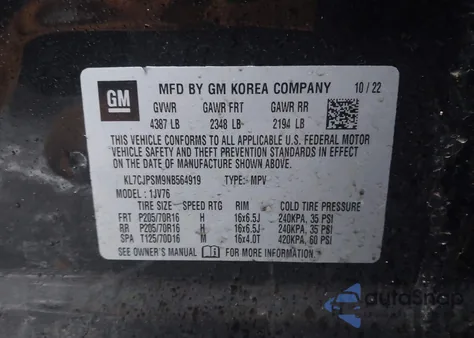 GM
MFD BY GM KOREA COMPANY 10/22
GVWR GAWR FRT GAWR RR
4387 LB 2348 LB 2194 LB
THIS VEHICLE CONFORMS TO ALL APPLICABLE U.S. FEDERAL MOTOR
VEHICLE SAFETY AND THEFT PREVENTION STANDARDS IN EFFECT ON THE
DATE OF MANUFACTURE SHOWN ABOVE.
KL7CJPSM9NB564919 TYPE: MPV
MODEL: 1JV76
TIRE SIZE SPEED RTG RIM COLD TIRE PRESSURE
FRT P205/70R16 H 16x6.5J 240KPA, 35 PSI
RR P205/70R16 H 16x6.5J 240KPA, 35 PSI
SPA T125/70D16 M 16x4.0T 420KPA, 60 PSI
SEE OWNER'S MANUAL FOR MORE INFORMATION.
autosnap